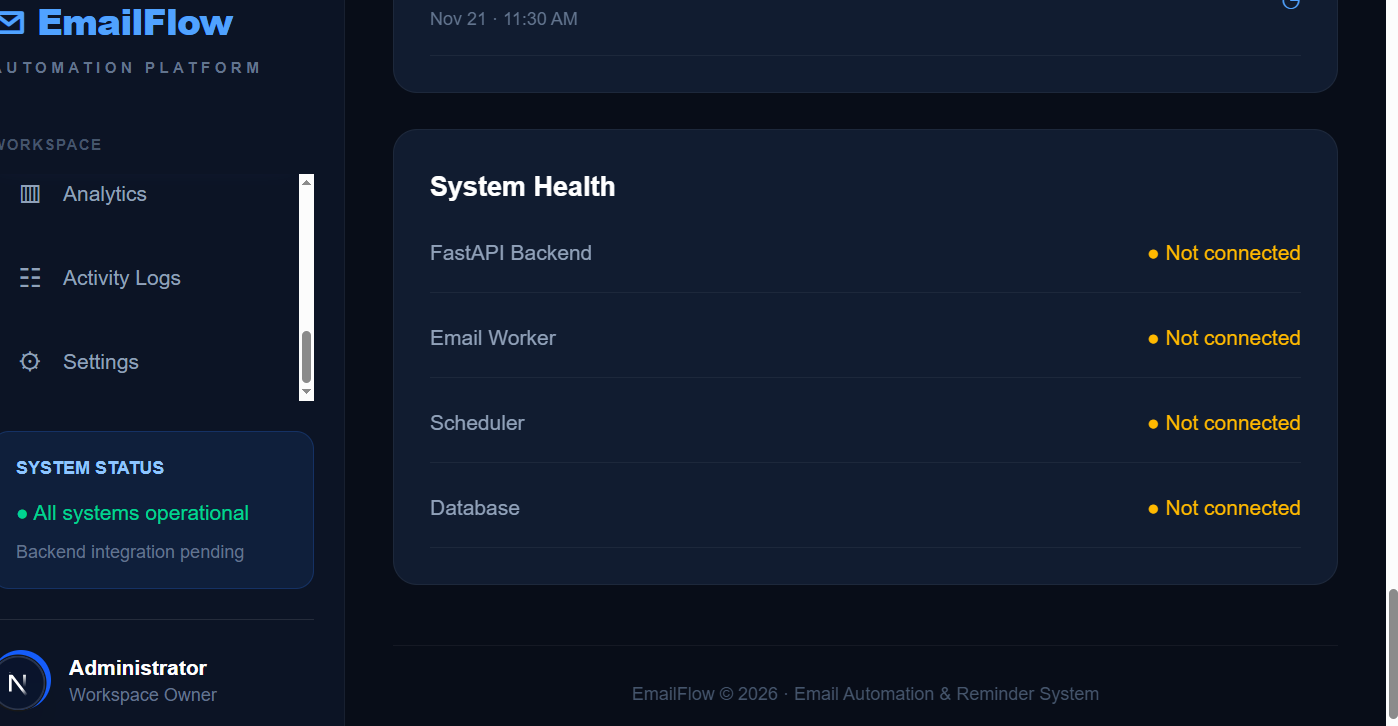 EmailFlow
AUTOMATION PLATFORM
WORKSPACE
Analytics
Activity Logs
Settings
SYSTEM STATUS
● All systems operational
Backend integration pending
N
Administrator
Workspace Owner
Nov 21 · 11:30 AM
System Health
FastAPI Backend ● Not connected
Email Worker ● Not connected
Scheduler ● Not connected
Database ● Not connected
EmailFlow © 2026 · Email Automation & Reminder System